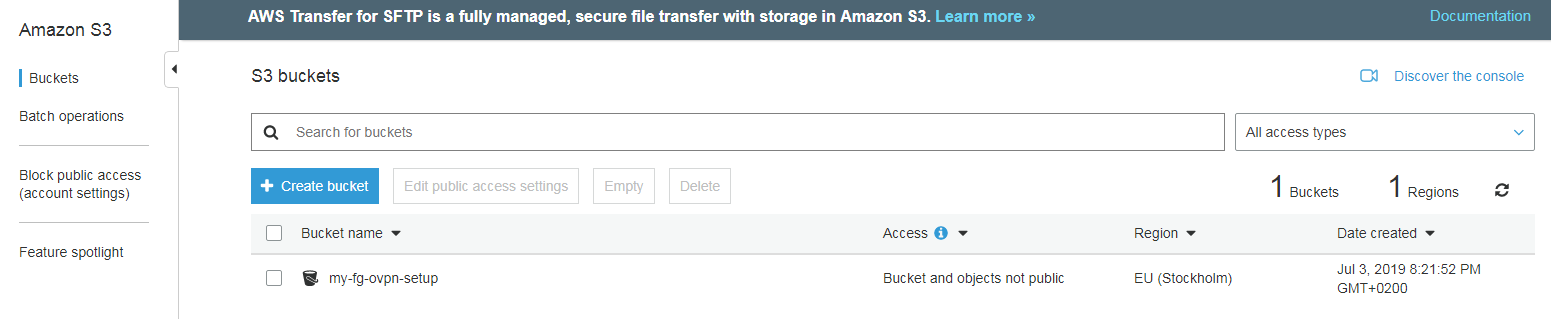 Amazon S3
Buckets
Batch operations
Block public access
(account settings)
Feature spotlight
AWS Transfer for SFTP is a fully managed, secure file transfer with storage in Amazon S3. Learn more »
Documentation
S3 buckets
Discover the console
Search for buckets
All access types
Create bucket
Edit public access settings
Empty
Delete
1 Buckets
1 Regions
Bucket name
Access
Region
Date created
my-fg-ovpn-setup
Bucket and objects not public
EU (Stockholm)
Jul 3, 2019 8:21:52 PM
GMT+0200